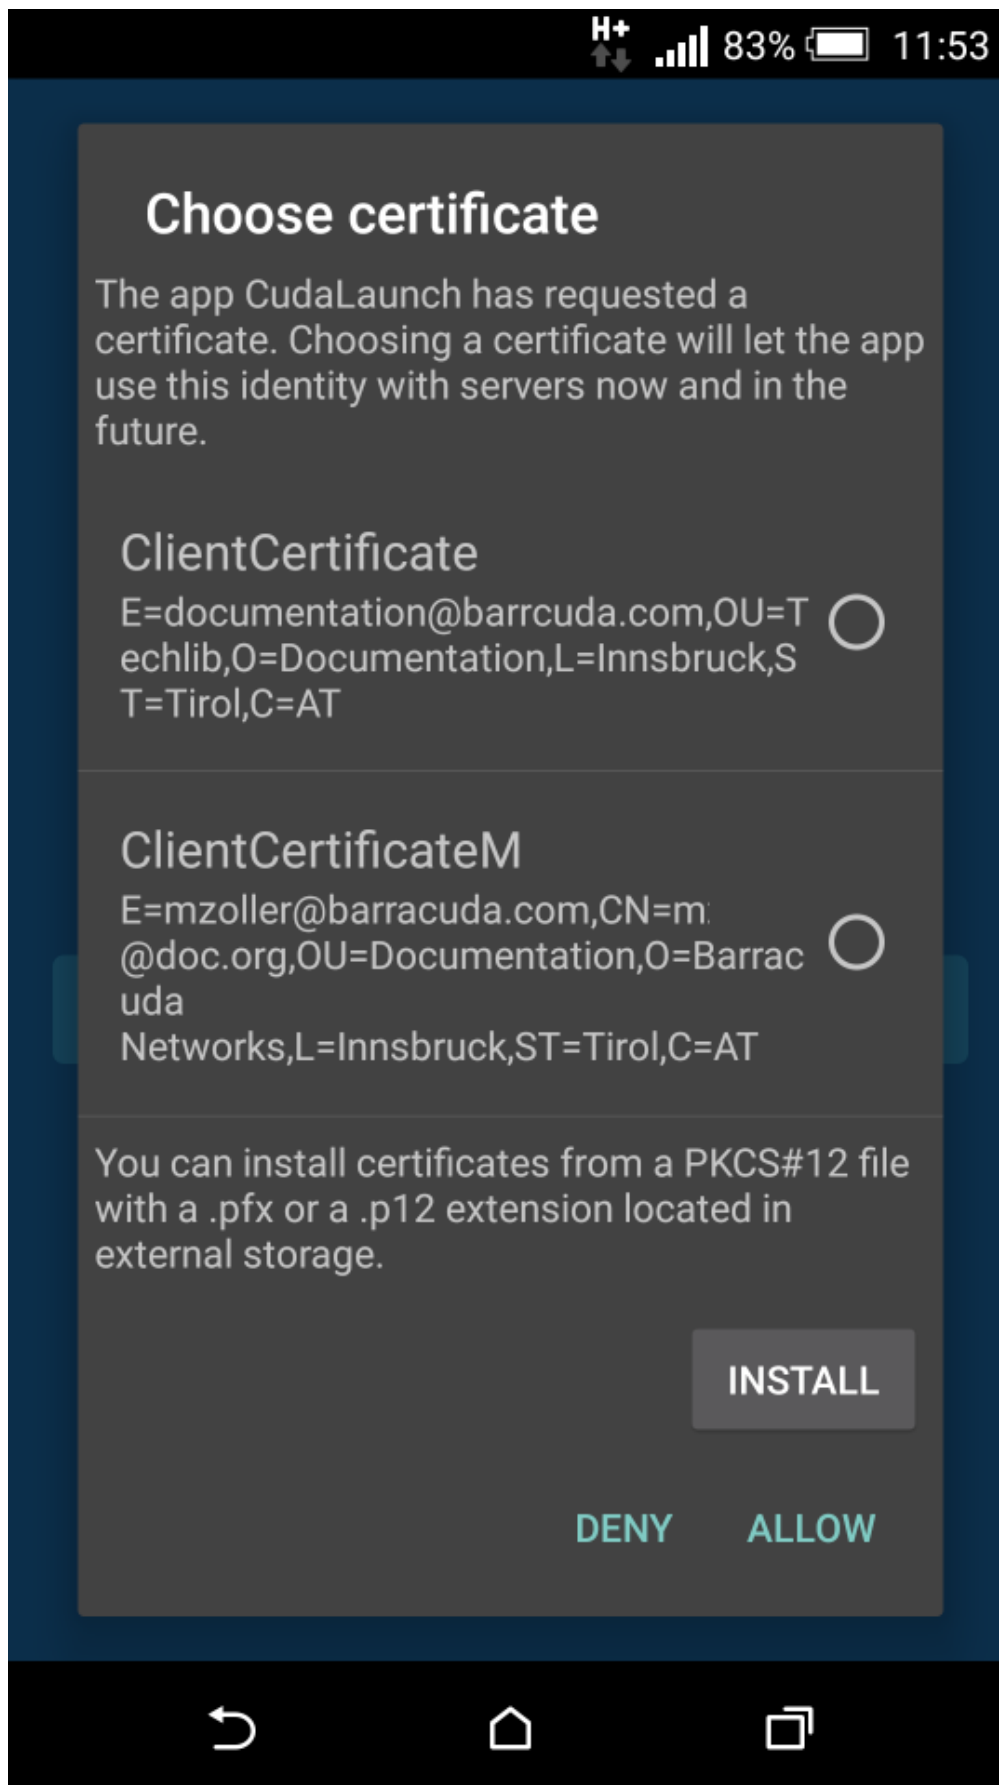 H+ 83% 11:53
Choose certificate
The app CudaLaunch has requested a
certificate. Choosing a certificate will let the app
use this identity with servers now and in the
future.
ClientCertificate
E=documentation@barrcuda.com,OU=T
echlib,O=Documentation,L=Innsbruck,S
T=Tirol,C=AT
ClientCertificateM
E=mzoller@barracuda.com,CN=m
@doc.org,OU=Documentation,O=Barrac
uda
Networks,L=Innsbruck,ST=Tirol,C=AT
You can install certificates from a PKCS#12 file
with a .pfx or a .p12 extension located in
external storage.
INSTALL
DENY ALLOW